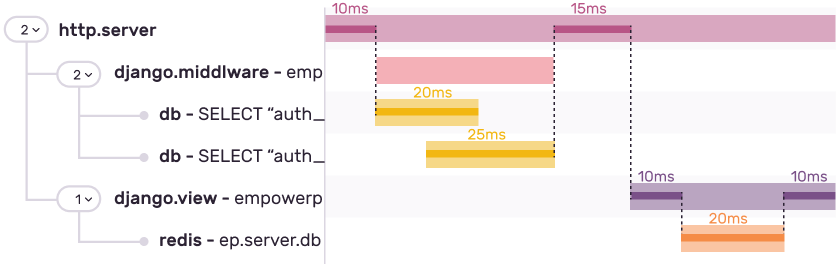 10ms 15ms
2 http.server
2 django.middlware - emp
20ms
db - SELECT “auth_
25ms
db - SELECT “auth_
10ms 10ms
1 django.view - empowerp
20ms
redis - ep.server.db